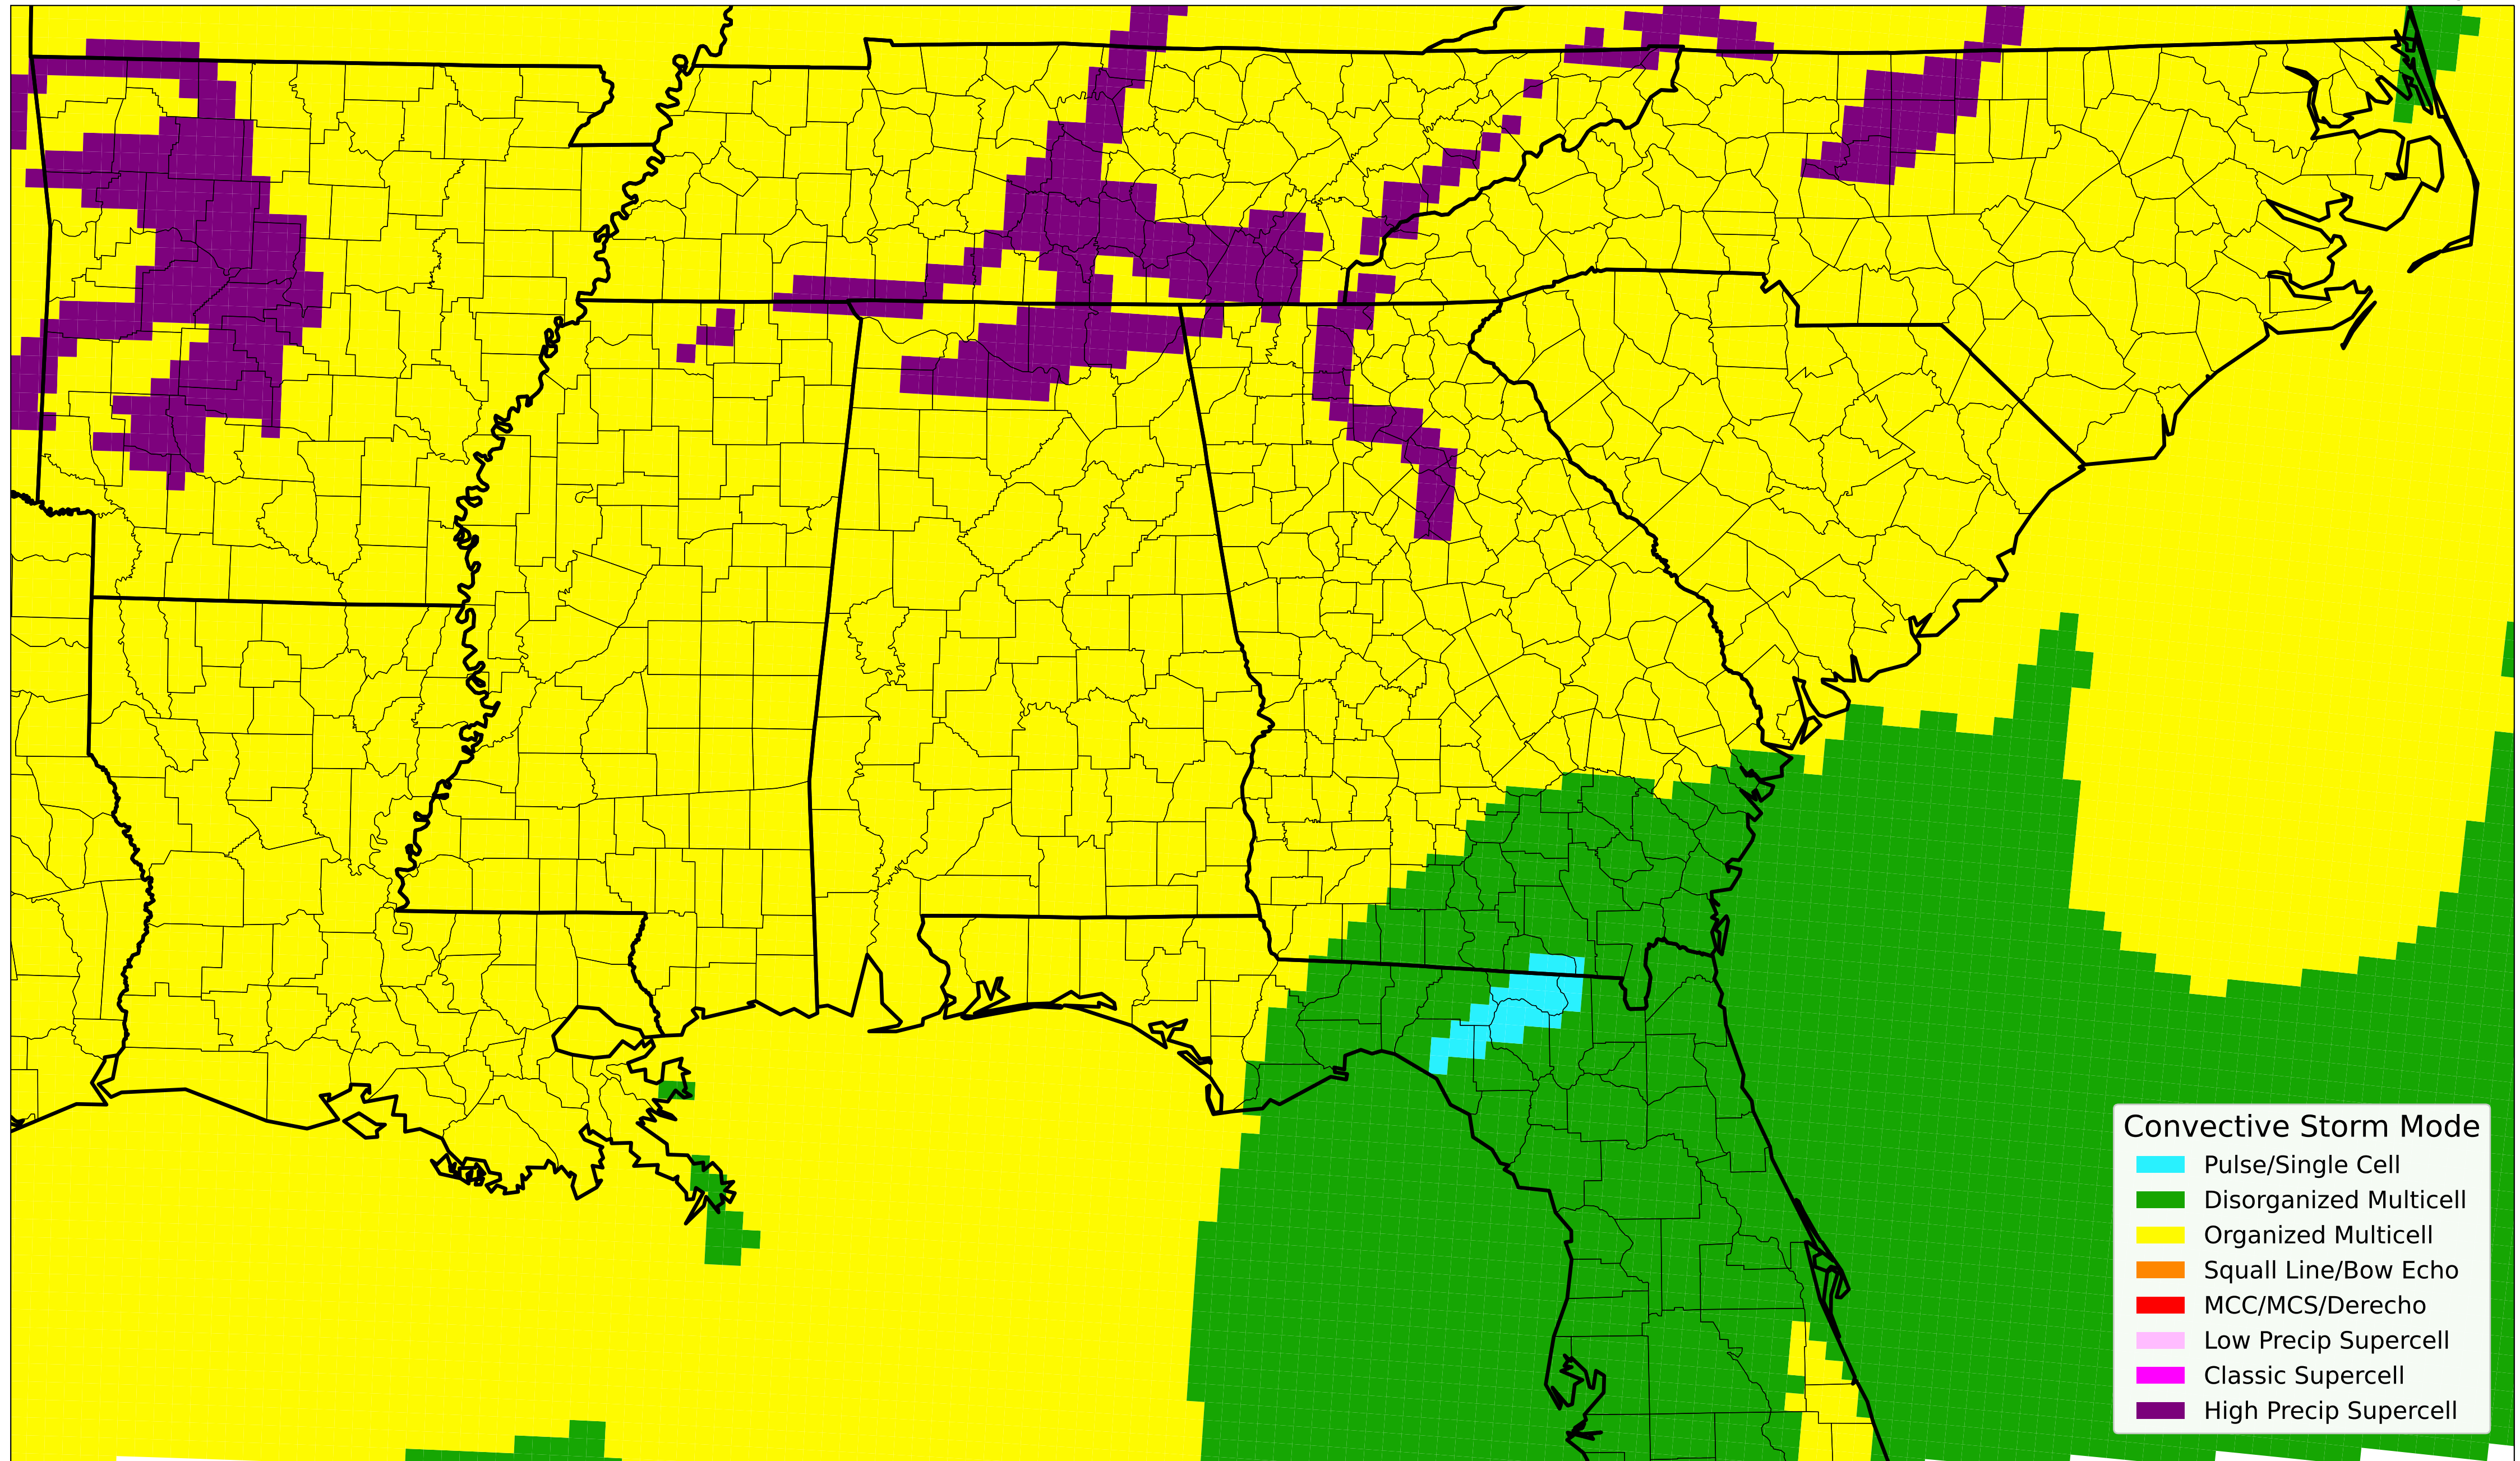 Convective Storm Mode
Pulse/Single Cell
Disorganized Multicell
Organized Multicell
Squall Line/Bow Echo
MCC/MCS/Derecho
Low Precip Supercell
Classic Supercell
High Precip Supercell